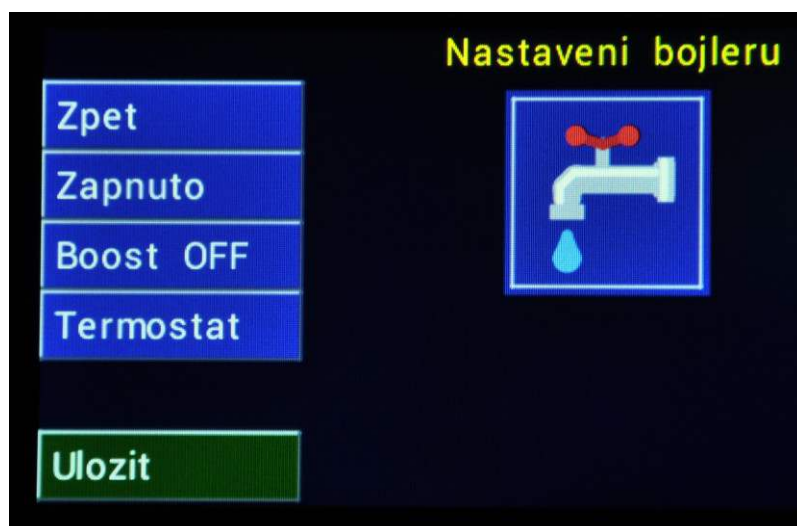 Nastaveni bojleru
Zpet
Zapnuto
Boost OFF
Termostat
Ulozit